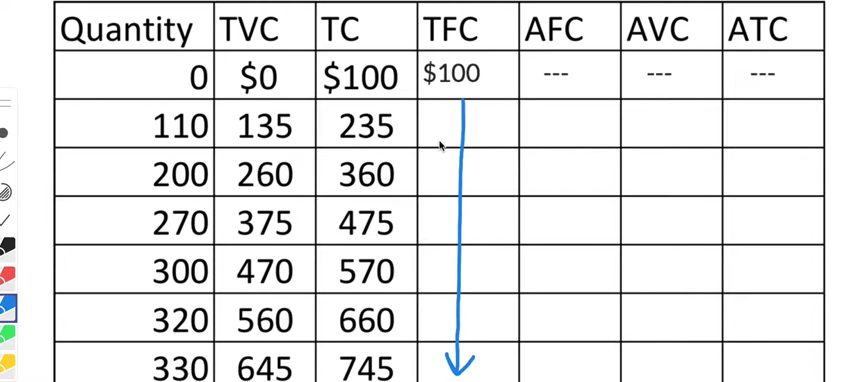 Quantity TVC TC TFC AFC AVC ATC
0 $0 $100 $100 --- --- ---
110 135 235
200 260 360
270 375 475
300 470 570
320 560 660
330 645 745